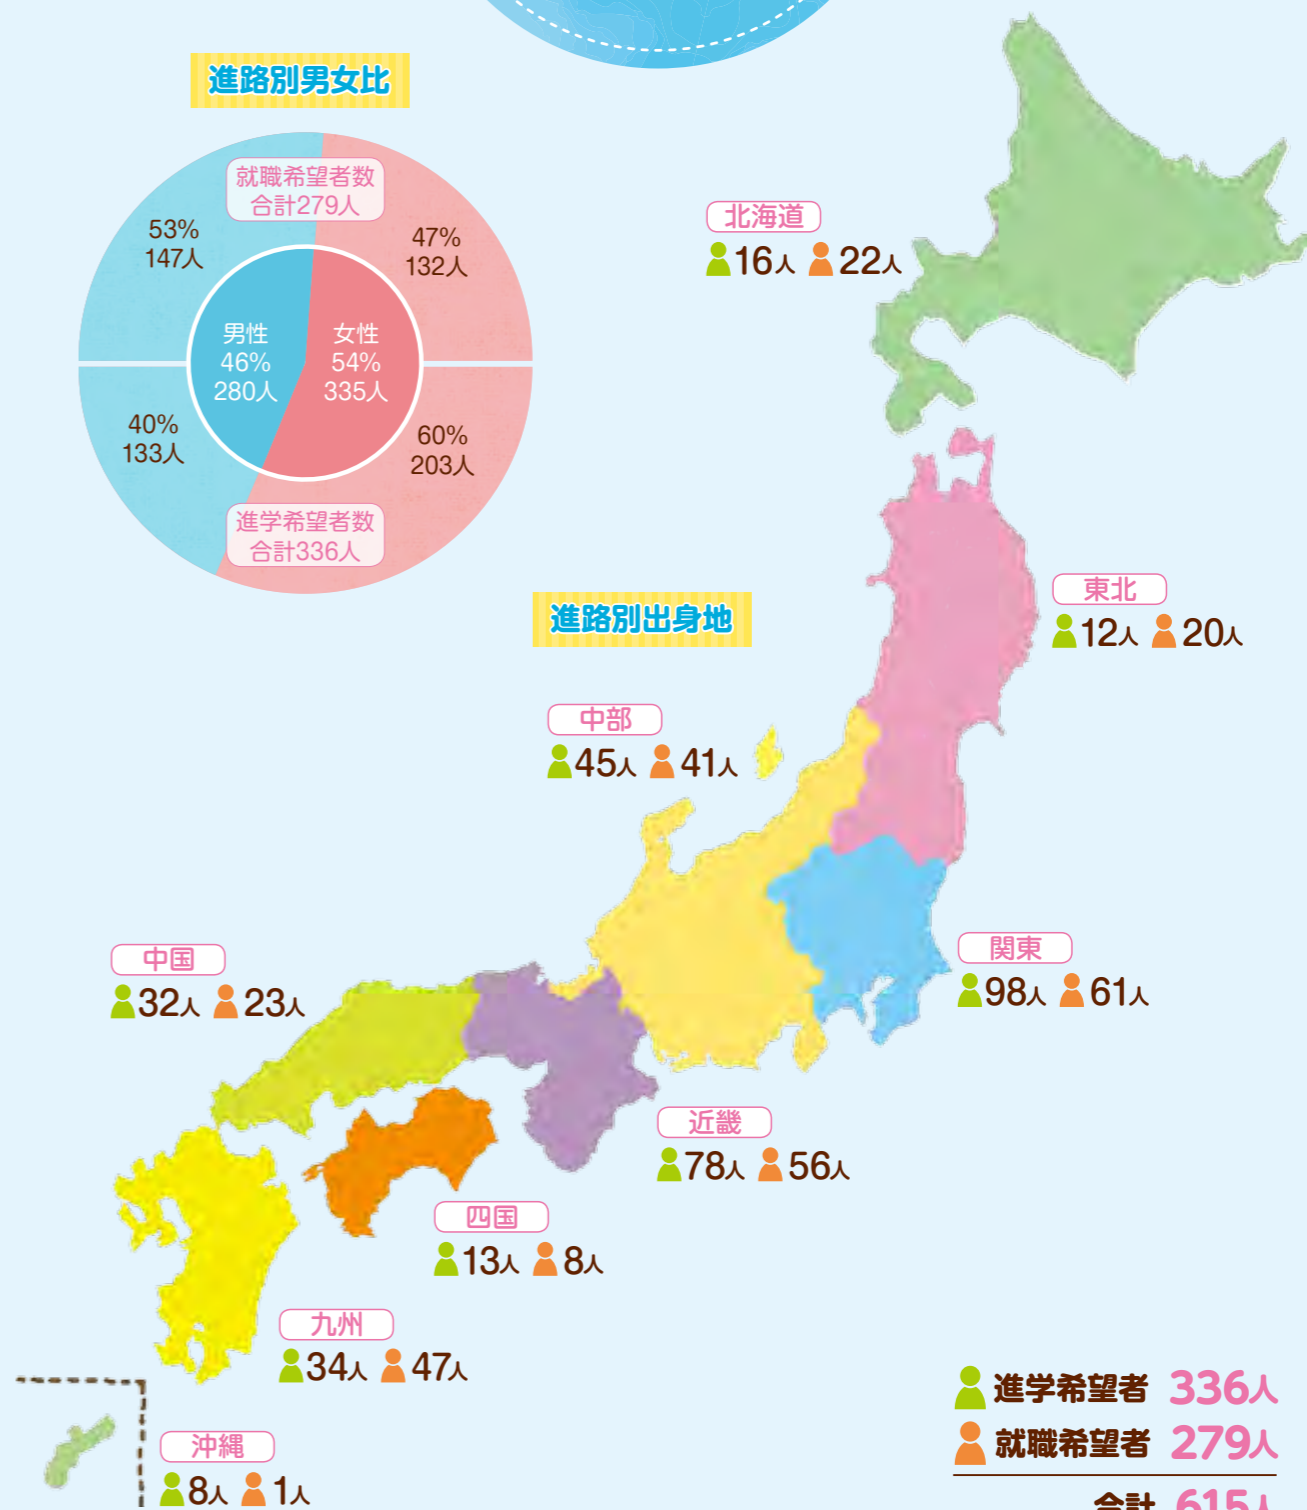 進路別男女比
就職希望者数
合計279人
53%
147人
47%
132人
男性
46%
280人
女性
54%
335人
40%
133人
60%
203人
進学希望者数
合計336人
北海道
16人 22人
東北
12人 20人
進路別出身地
中部
45人 41人
関東
98人 61人
中国
32人 23人
近畿
78人 56人
四国
13人 8人
九州
34人 47人
沖縄
8人 1人
進学希望者 336人
就職希望者 279人
合計 615人